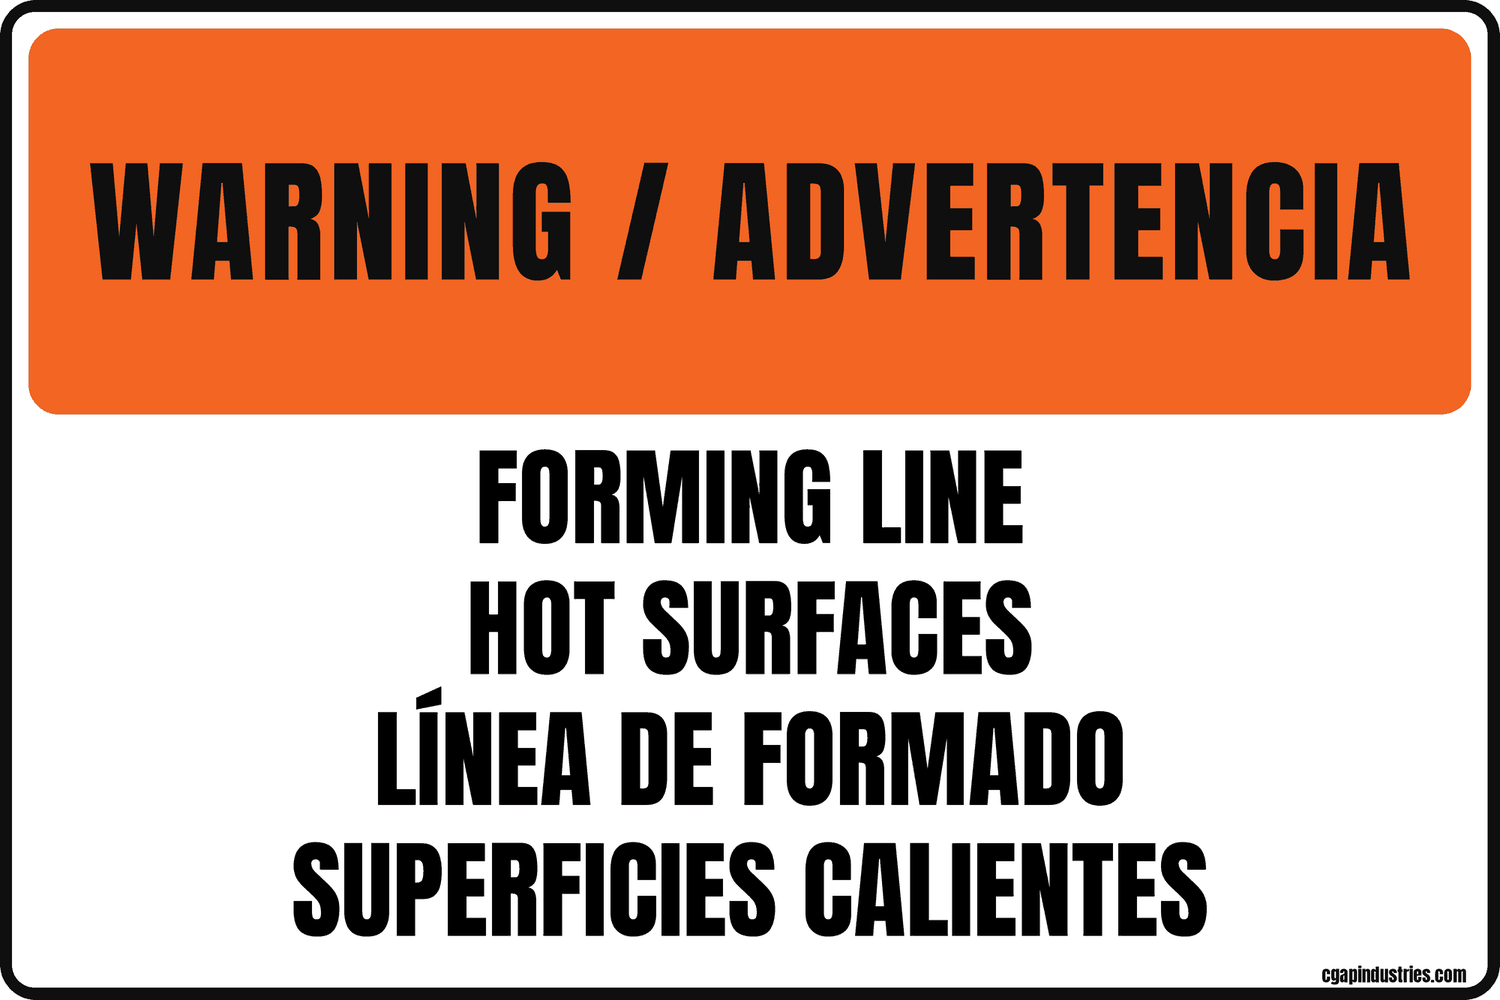 WARNING / ADVERTENCIA
FORMING LINE
HOT SURFACES
LÍNEA DE FORMADO
SUPERFICIES CALIENTES
cgapindustries.com